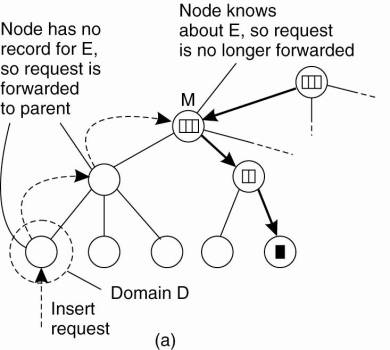 Node has no
record for E,
so request is
forwarded
to parent
Node knows
about E, so request
is no longer forwarded
M
Domain D
Insert
request
(a)